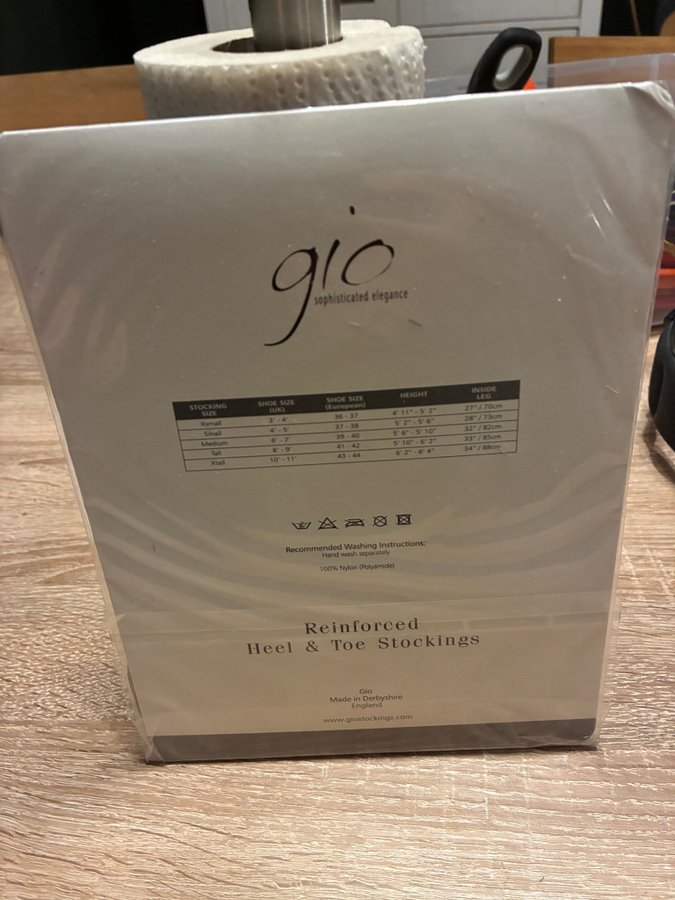 gio
sophisticated elegance
STOCKING SIZE SHOE SIZE (UK) SHOE SIZE (European) HEIGHT INSIDE LEG
Xsmall 3' - 4' 36 - 37 4' 11" - 5' 2" 27" / 70cm
Small 4' - 5' 37 - 38 5' 2" - 5' 6" 28" / 73cm
Medium 6' - 7' 39 - 40 5' 6" - 5' 10" 32" / 82cm
Tall 8' - 9' 41 - 42 5' 10" - 6' 2" 33" / 85cm
Xtall 10' - 11' 43 - 44 6' 2" - 6' 4" 34" / 88cm
Recommended Washing Instructions:
Hand wash separately
100% Nylon (Polyamide)
Reinforced
Heel & Toe Stockings
Gio
Made in Derbyshire
England
www.giostockings.com